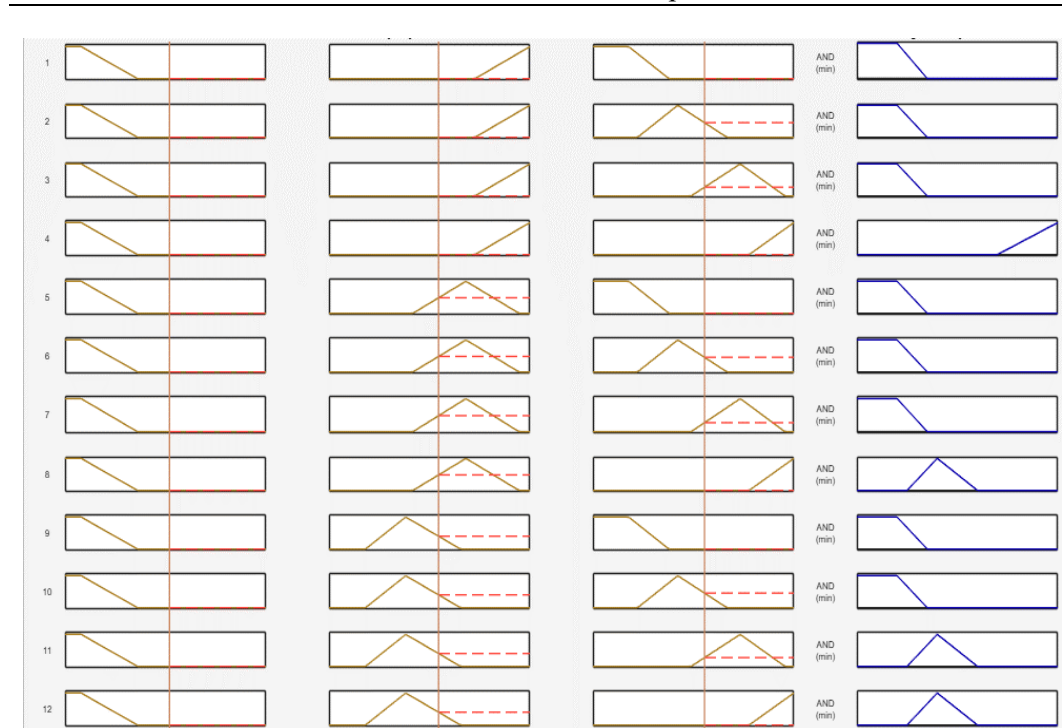 1 AND
(min)
2 AND
(min)
3 AND
(min)
4 AND
(min)
5 AND
(min)
6 AND
(min)
7 AND
(min)
8 AND
(min)
9 AND
(min)
10 AND
(min)
11 AND
(min)
12 AND
(min)